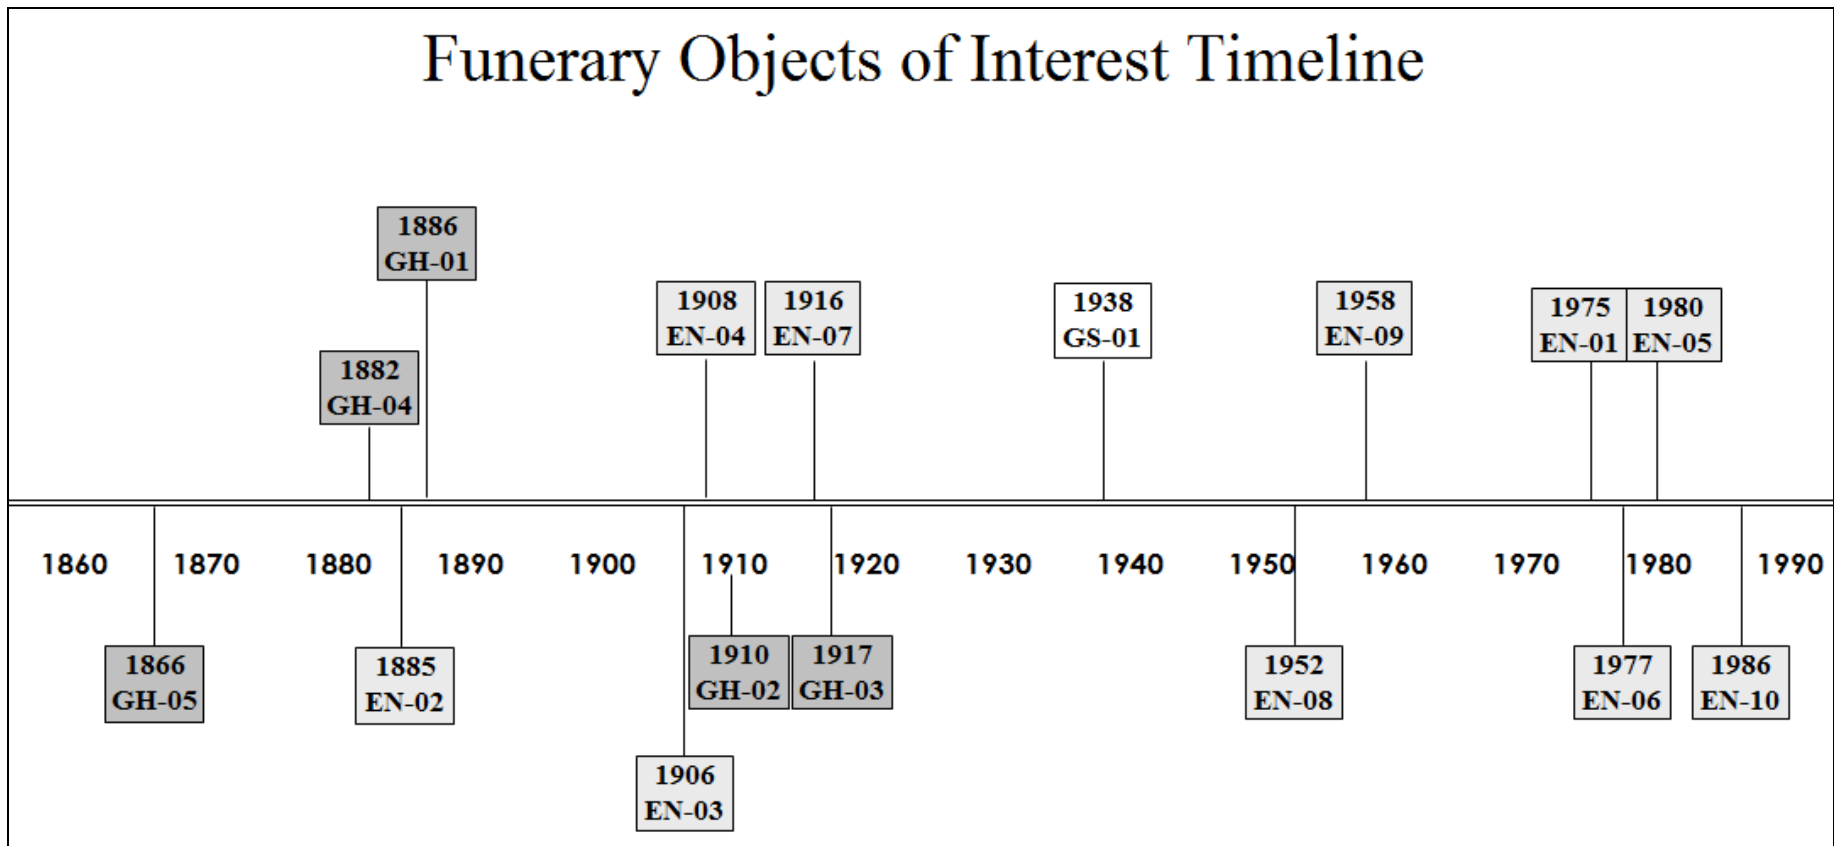 Funerary Objects of Interest Timeline
1886
GH-01
1882
GH-04
1908
EN-04
1916
EN-07
1938
GS-01
1958
EN-09
1975
EN-01
1980
EN-05
1860 1870 1880 1890 1900 1910 1920 1930 1940 1950 1960 1970 1980 1990
1866
GH-05
1885
EN-02
1910
GH-02
1917
GH-03
1952
EN-08
1977
EN-06
1986
EN-10
1906
EN-03